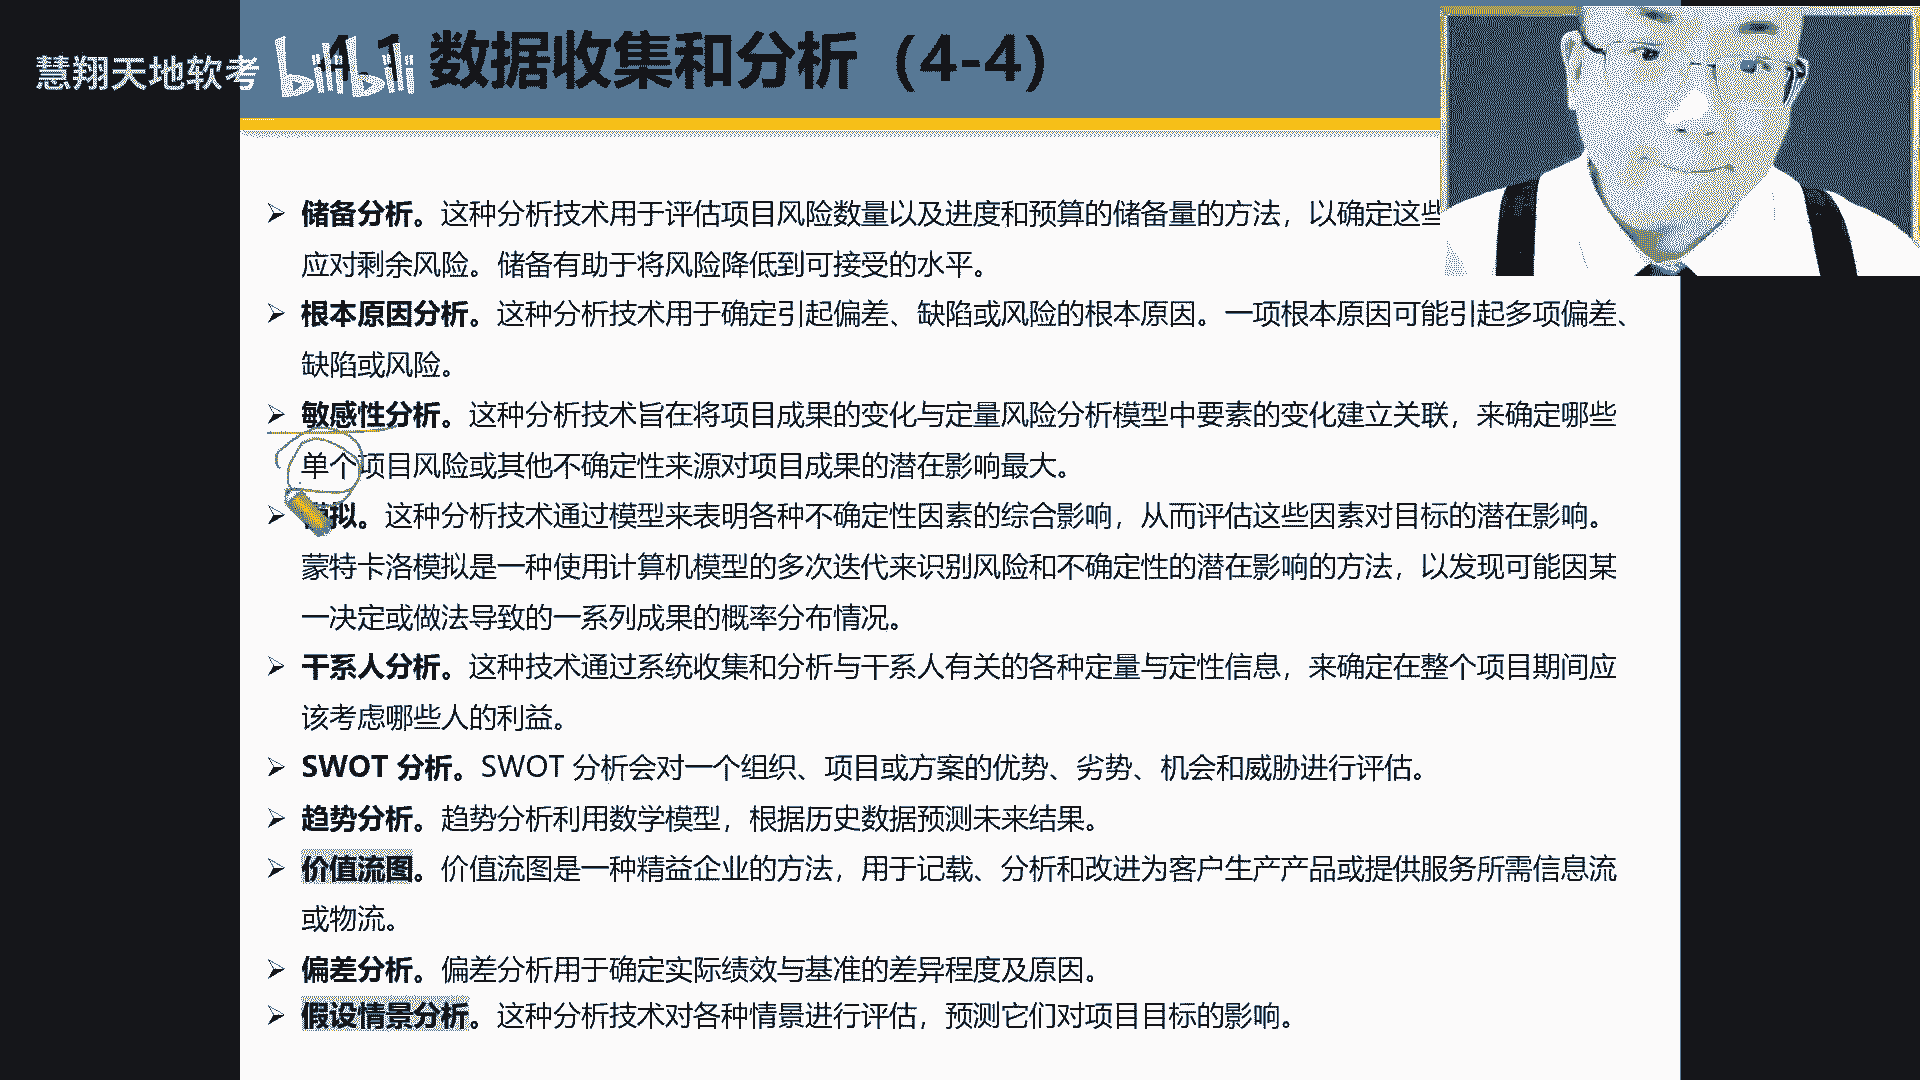 慧翔天地软考 bilibili
4.1 数据收集和分析（4-4）
➢ 储备分析。这种分析技术用于评估项目风险数量以及进度和预算的储备量的方法，以确定这些
应对剩余风险。储备有助于将风险降低到可接受的水平。
➢ 根本原因分析。这种分析技术用于确定引起偏差、缺陷或风险的根本原因。一项根本原因可能引起多项偏差、
缺陷或风险。
➢ 敏感性分析。这种分析技术旨在将项目成果的变化与定量风险分析模型中要素的变化建立关联，来确定哪些
单个项目风险或其他不确定性来源对项目成果的潜在影响最大。
➢ 模拟。这种分析技术通过模型来表明各种不确定性因素的综合影响，从而评估这些因素对目标的潜在影响。
蒙特卡洛模拟是一种使用计算机模型的多次迭代来识别风险和不确定性的潜在影响的方法，以发现可能因某
一决定或做法导致的一系列成果的概率分布情况。
➢ 干系人分析。这种技术通过系统收集和分析与干系人有关的各种定量与定性信息，来确定在整个项目期间应
该考虑哪些人的利益。
➢ SWOT 分析。SWOT 分析会对一个组织、项目或方案的优势、劣势、机会和威胁进行评估。
➢ 趋势分析。趋势分析利用数学模型，根据历史数据预测未来结果。
➢ 价值流图。价值流图是一种精益企业的方法，用于记载、分析和改进为客户生产产品或提供服务所需信息流
或物流。
➢ 偏差分析。偏差分析用于确定实际绩效与基准的差异程度及原因。
➢ 假设情景分析。这种分析技术对各种情景进行评估，预测它们对项目目标的影响。